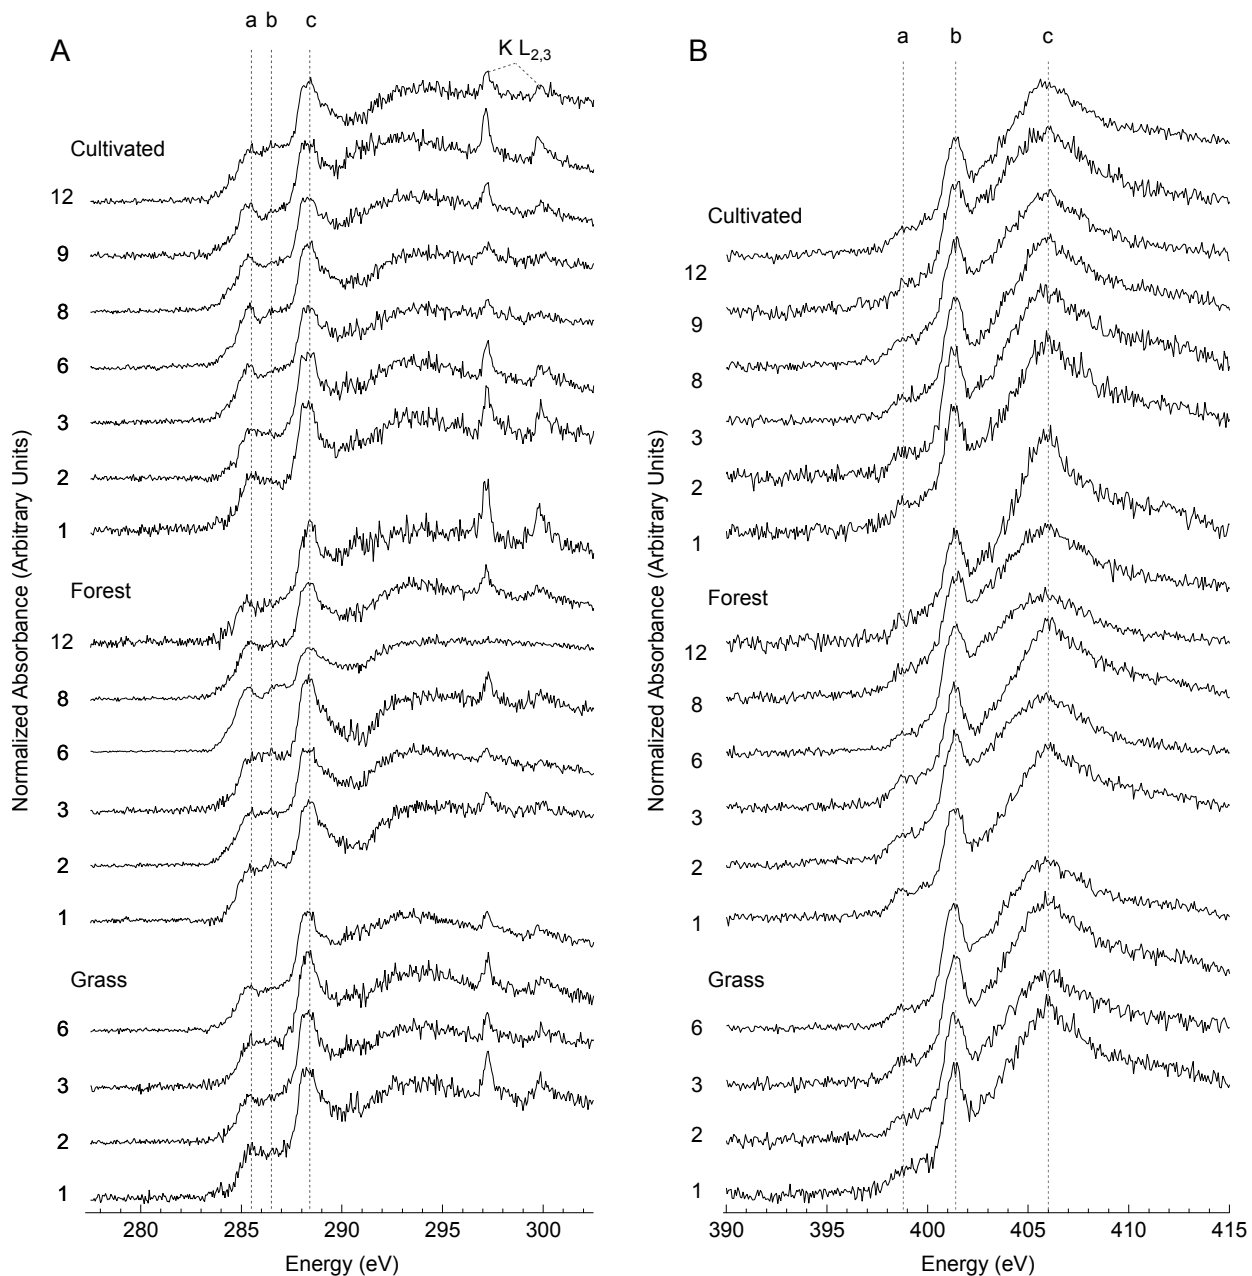 A
a b c
K L2,3
Cultivated
12
9
8
6
3
2
1
Forest
12
8
6
3
2
1
Grass
6
3
2
1
280 285 290 295 300
Energy (eV)
Normalized Absorbance (Arbitrary Units)
B
a b c
Cultivated
12
9
8
3
2
1
Forest
12
8
6
3
2
1
Grass
6
3
2
1
390 395 400 405 410 415
Energy (eV)
Normalized Absorbance (Arbitrary Units)